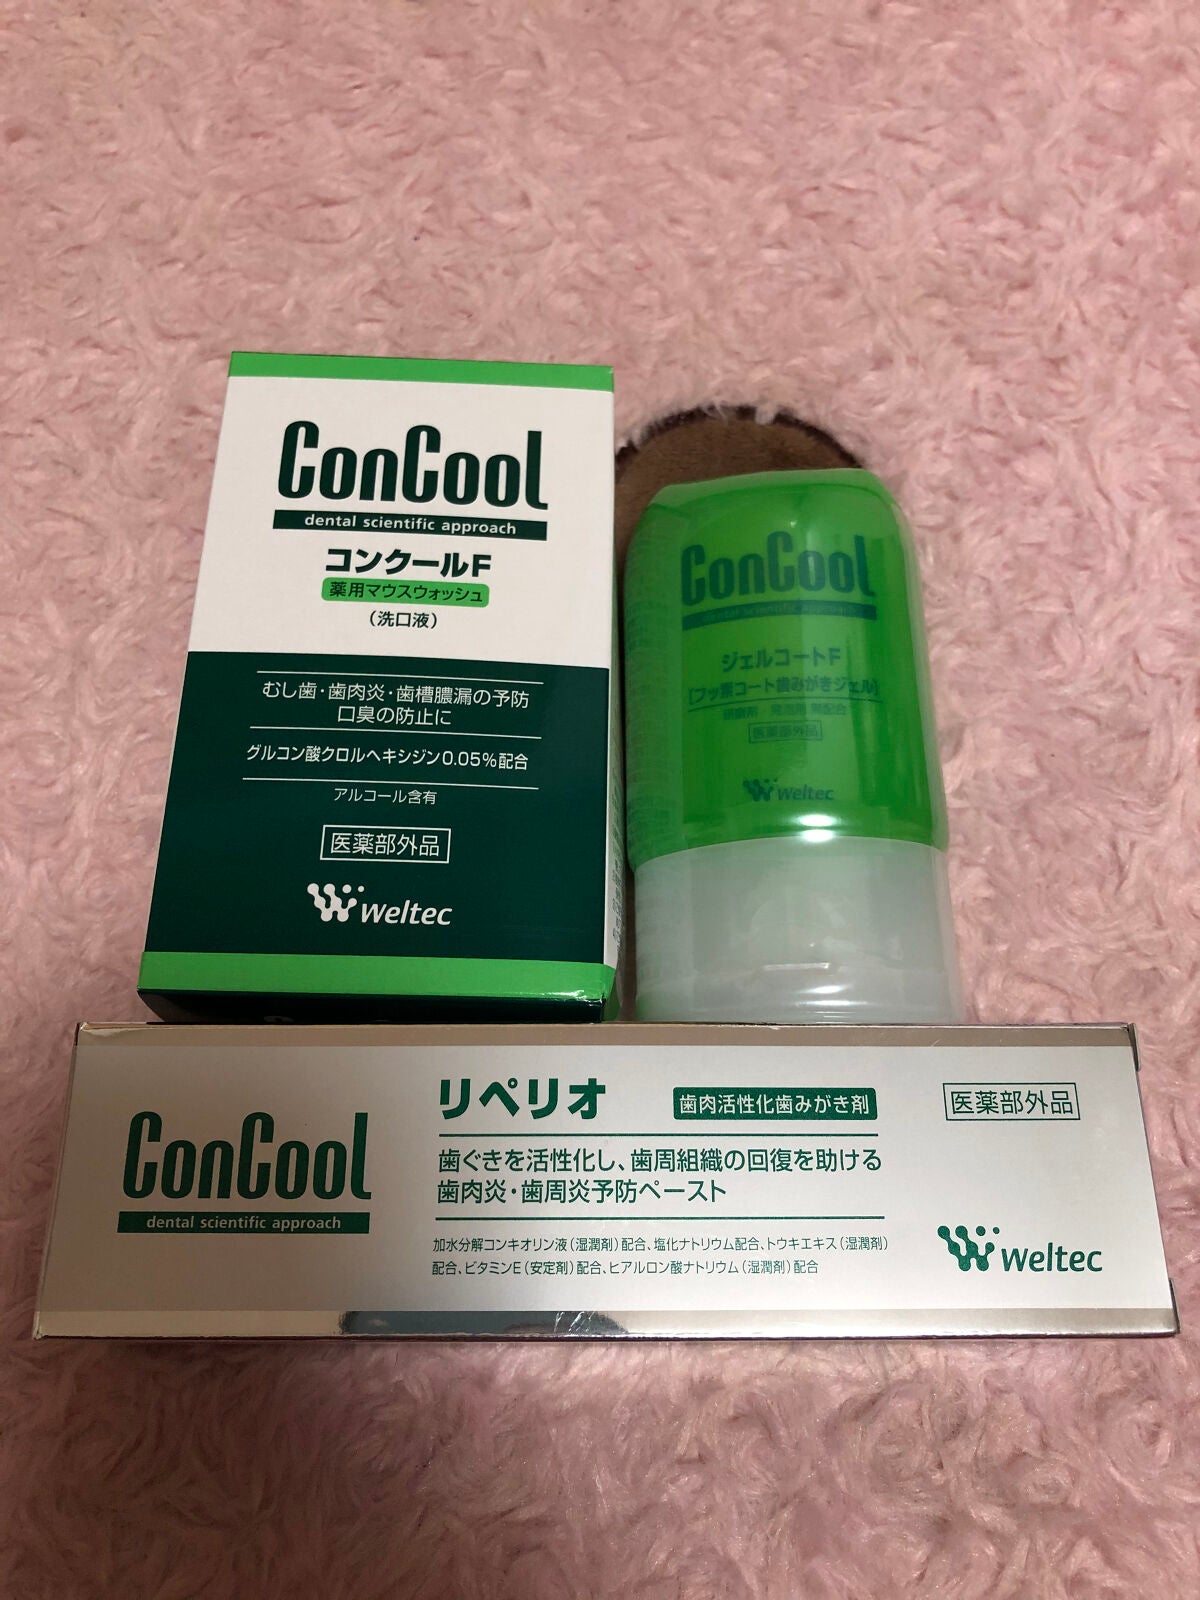 ConCool
dental scientific approach
コンクールF
薬用マウスウォッシュ
(洗口液)
むし歯・歯肉炎・歯槽膿漏の予防
口臭の防止に
グルコン酸クロルヘキシジン0.05%配合
アルコール含有
医薬部外品
weltec
ConCool
dental scientific approach
ジェルコートF
[フッ素コート歯みがきジェル]
研磨剤・発泡剤 無配合
医薬部外品
weltec
ConCool
dental scientific approach
リペリオ
歯肉活性化歯みがき剤
医薬部外品
歯ぐきを活性化し、歯周組織の回復を助ける
歯肉炎・歯周炎予防ペースト
加水分解コンキオリン液(湿潤剤)配合、塩化ナトリウム配合、トウキエキス(湿潤剤)
配合、ビタミンE(安定剤)配合、ヒアルロン酸ナトリウム(湿潤剤)配合
weltec